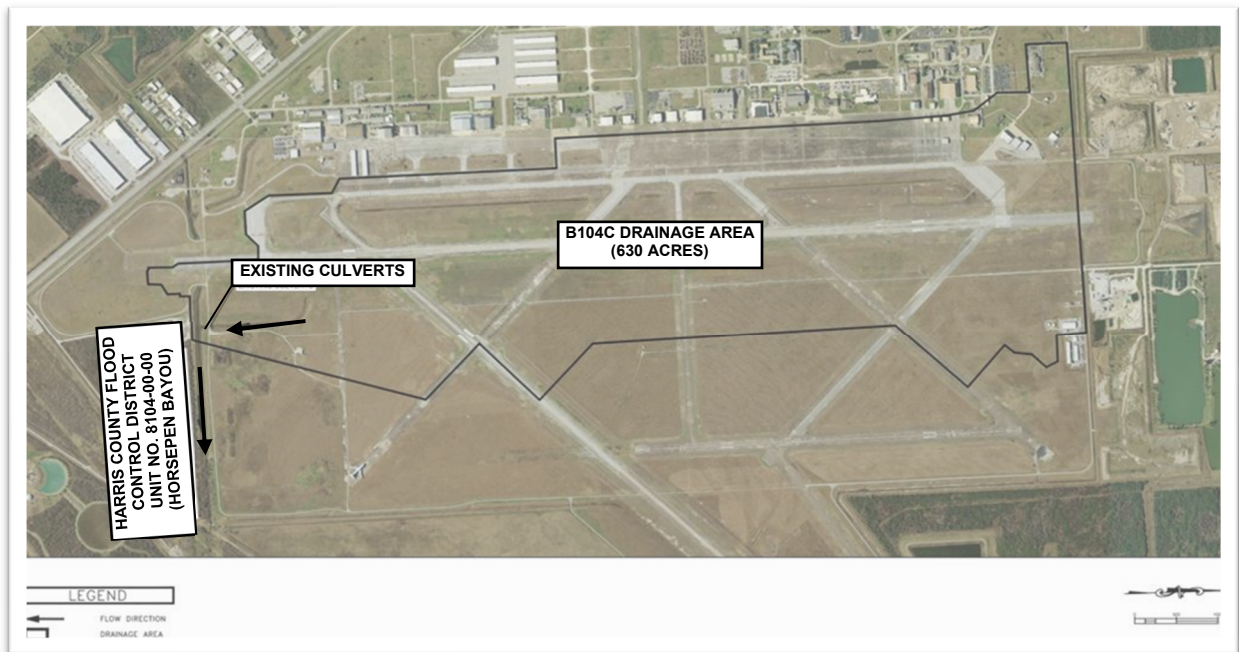 B104C DRAINAGE AREA
(630 ACRES)
EXISTING CULVERTS
HARRIS COUNTY FLOOD
CONTROL DISTRICT
UNIT NO. 8104-00-00
(HORSEPEN BAYOU)
LEGEND
FLOW DIRECTION
DRAINAGE AREA